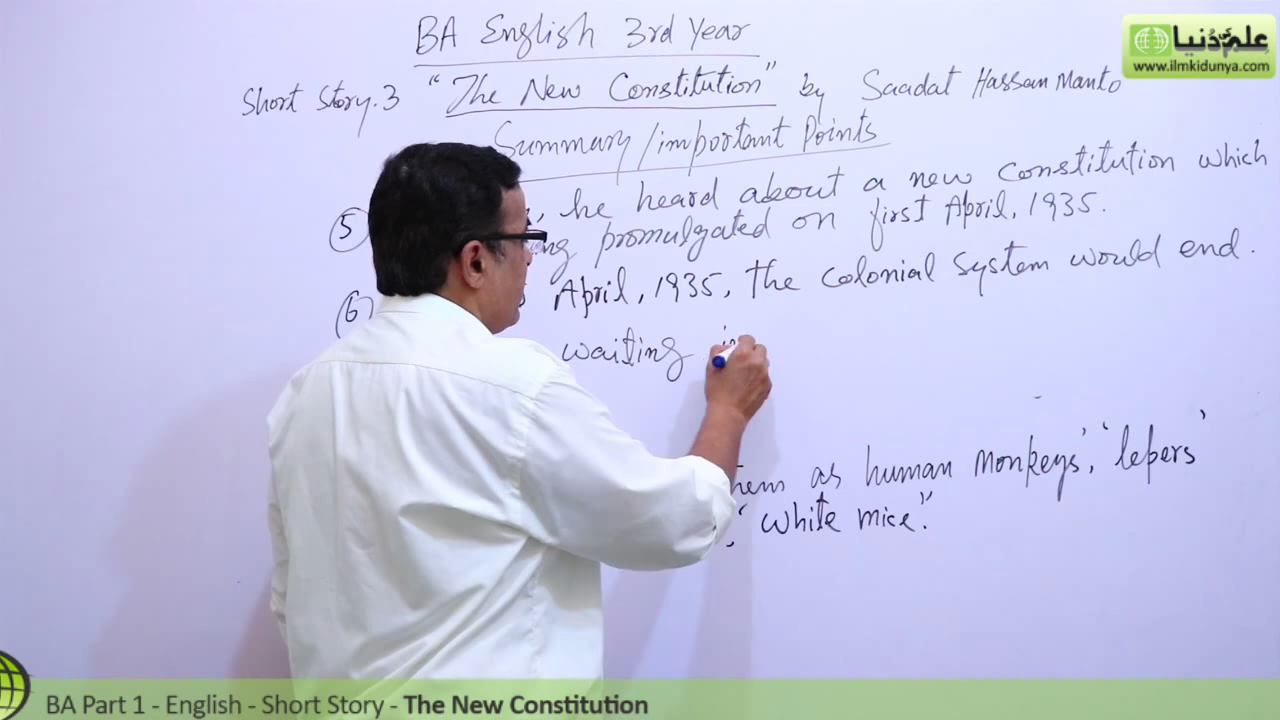 BA English 3rd Year
Short Story.3 "The New Constitution" by Saadat Hassan Manto
Summary/important Points
5 he heard about a new constitution which
promulgated on first April, 1935.
6 April, 1935, the colonial system would end.
waiting
as human monkeys', 'lepers'
'white mice'.
علم کی دُنیا
www.ilmkidunya.com
BA Part 1 - English - Short Story - The New Constitution